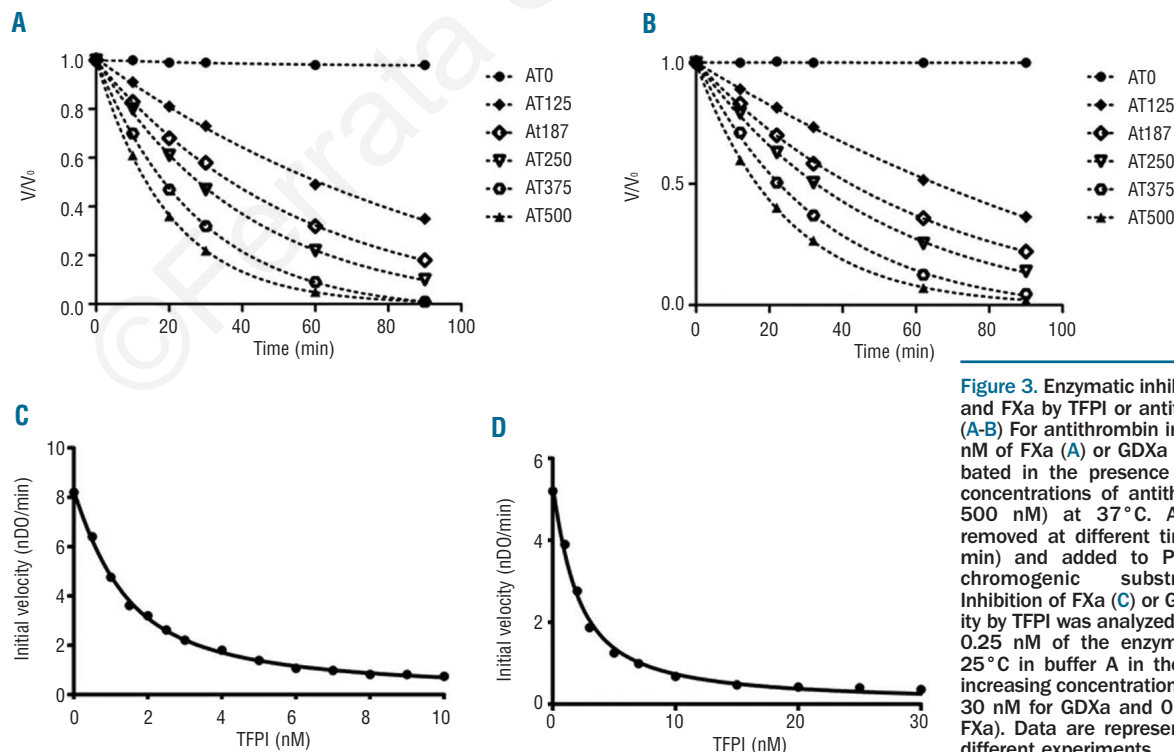 ©Ferrata
A
1.0
0.8
0.6
0.4
0.2
0.0
V/V₀
0
20
40
60
80
100
Time (min)
AT0
AT125
At187
AT250
AT375
AT500
B
1.0
0.5
0.0
V/V₀
0
20
40
60
80
100
Time (min)
AT0
AT125
AT187
AT250
AT375
AT500
C
10
8
6
4
2
0
Initial velocity (nDO/min)
0
2
4
6
8
10
TFPI (nM)
D
6
4
2
0
Initial velocity (nDO/min)
0
10
20
30
TFPI (nM)
Figure 3. Enzymatic inhi
and FXa by TFPI or anti
(A-B) For antithrombin i
nM of FXa (A) or GDXa
bated in the presence
concentrations of antit
500 nM) at 37°C. A
removed at different ti
min) and added to P
chromogenic substr
Inhibition of FXa (C) or G
ity by TFPI was analyzed
0.25 nM of the enzym
25°C in buffer A in the
increasing concentration
30 nM for GDXa and 0
FXa). Data are represen
different experiments